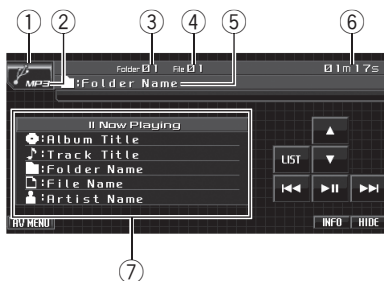 ① ② ③ ④ ⑤ ⑥
Folder 01 File 01 01m17s
MP3 :Folder Name
II Now Playing
:Album Title
:Track Title
:Folder Name
:File Name
:Artist Name
LIST
AV MENU INFO HIDE
⑦